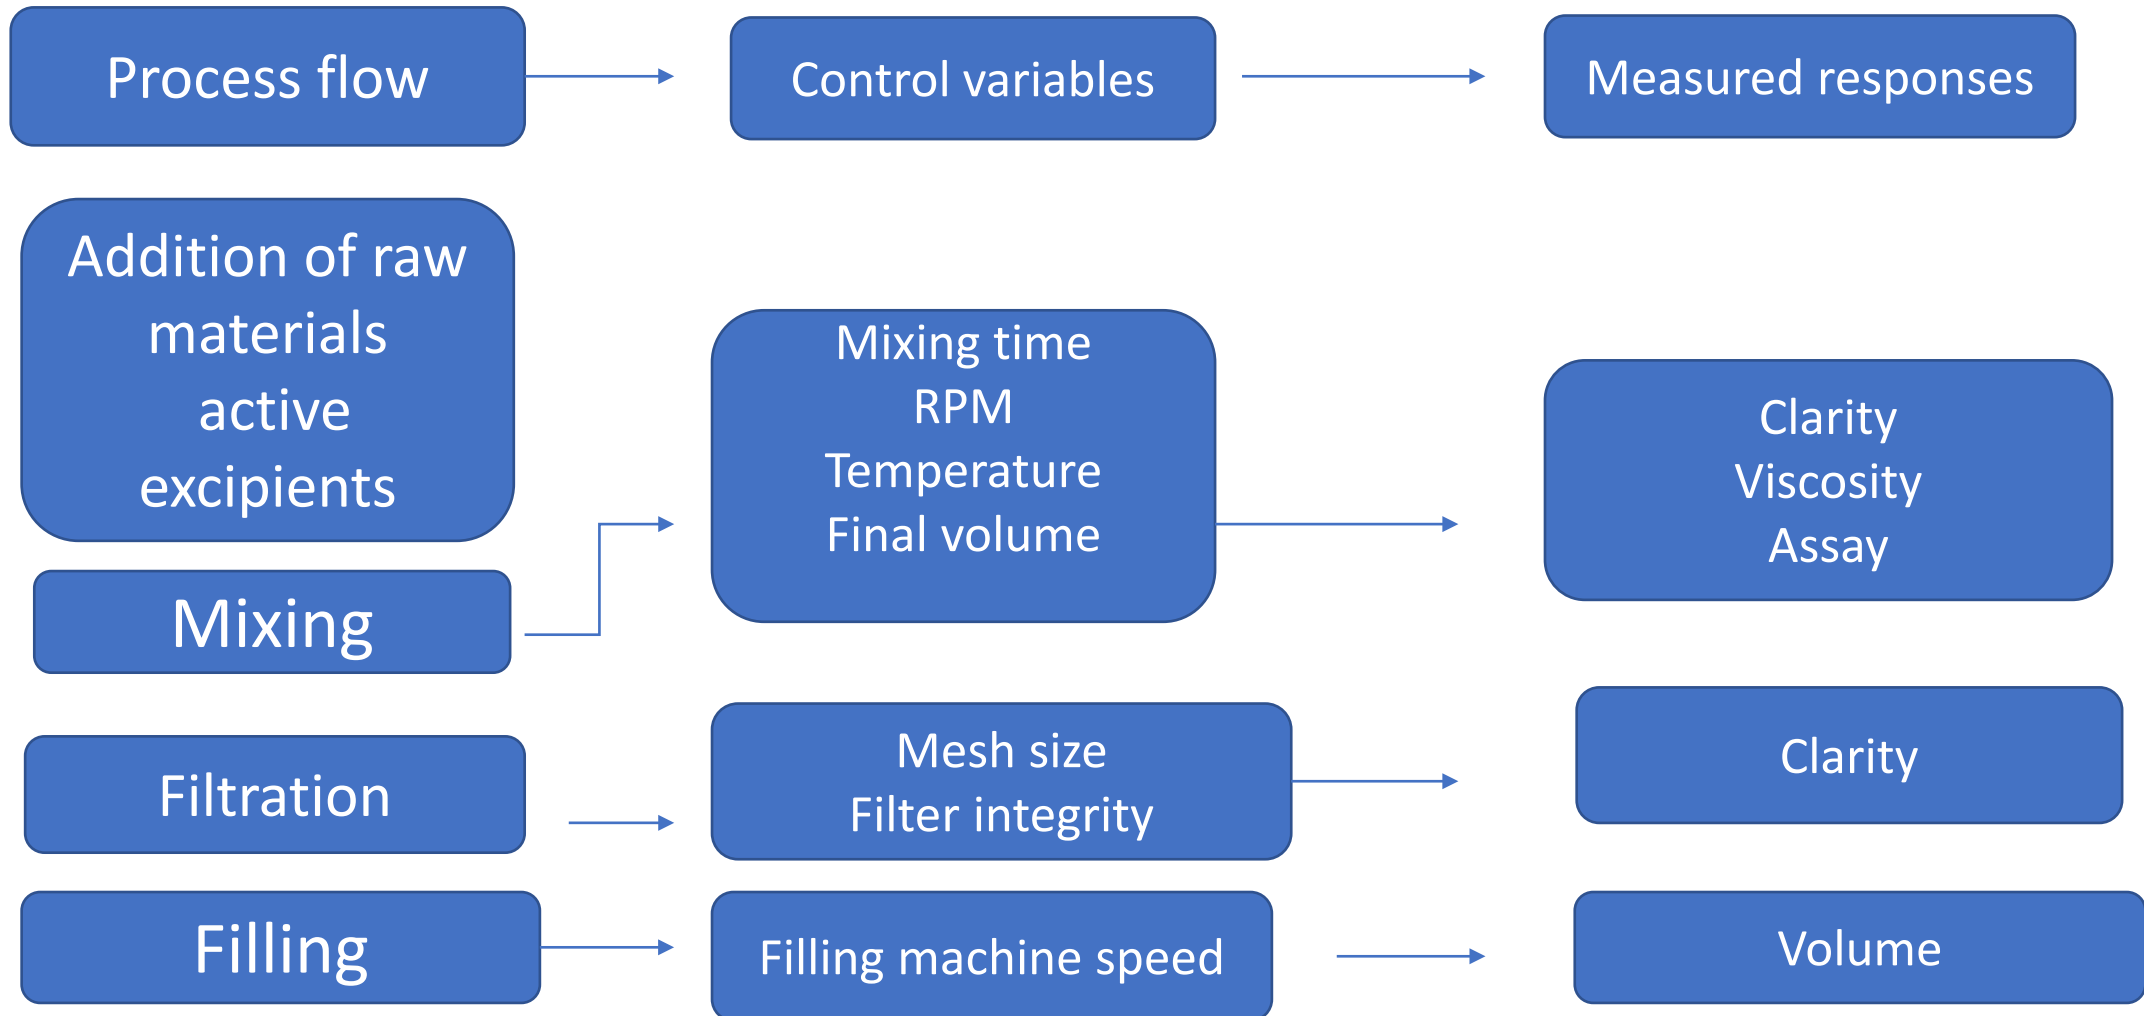 Process flow
Control variables
Measured responses
Addition of raw
materials
active
excipients
Mixing
Mixing time
RPM
Temperature
Final volume
Clarity
Viscosity
Assay
Filtration
Mesh size
Filter integrity
Clarity
Filling
Filling machine speed
Volume